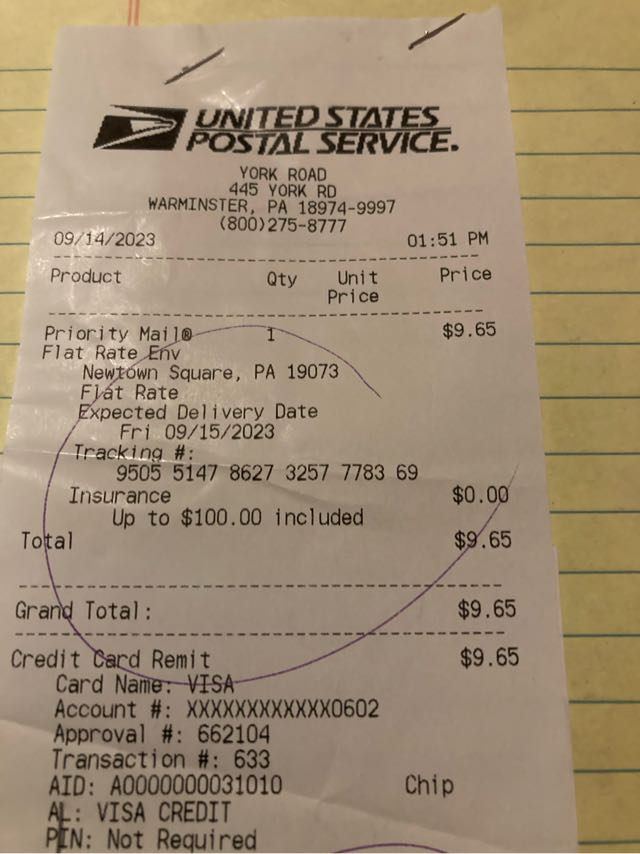 UNITED STATES
POSTAL SERVICE.
YORK ROAD
445 YORK RD
WARMINSTER, PA 18974-9997
(800)275-8777
09/14/2023 01:51 PM
Product Qty Unit Price
Price
Priority Mail® 1 $9.65
Flat Rate Env
Newtown Square, PA 19073
Flat Rate
Expected Delivery Date
Fri 09/15/2023
Tracking #:
9505 5147 8627 3257 7783 69
Insurance $0.00
Up to $100.00 included
Total $9.65
Grand Total: $9.65
Credit Card Remit $9.65
Card Name: VISA
Account #: XXXXXXXXXXXX0602
Approval #: 662104
Transaction #: 633
AID: A0000000031010 Chip
AL: VISA CREDIT
PIN: Not Required